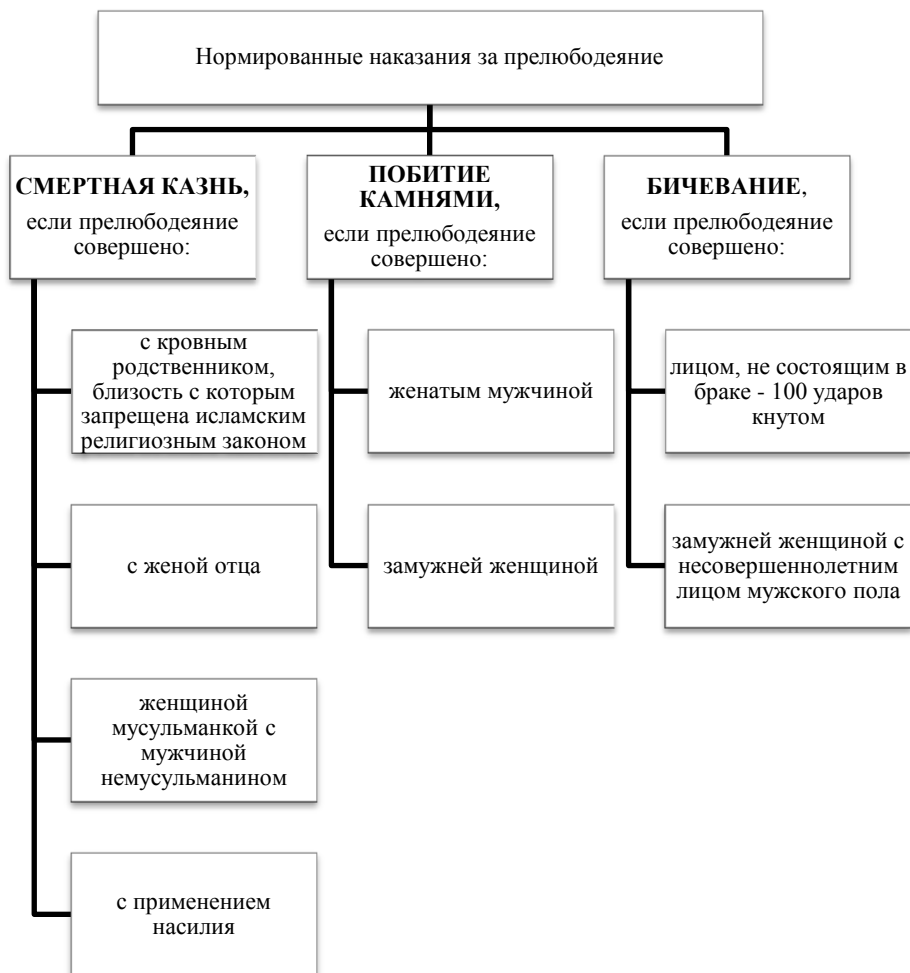 Нормированные наказания за прелюбодеяние
СМЕРТНАЯ КАЗНЬ,
если прелюбодеяние
совершено:
с кровным
родственником,
близость с которым
запрещена исламским
религиозным законом
с женой отца
женщиной
мусульманкой с
мужчиной
немусульманином
с применением
насилия
ПОБИТИЕ
КАМНЯМИ,
если прелюбодеяние
совершено:
женатым мужчиной
замужней женщиной
БИЧЕВАНИЕ,
если прелюбодеяние
совершено:
лицом, не состоящим в
браке - 100 ударов
кнутом
замужней женщиной с
несовершеннолетним
лицом мужского пола